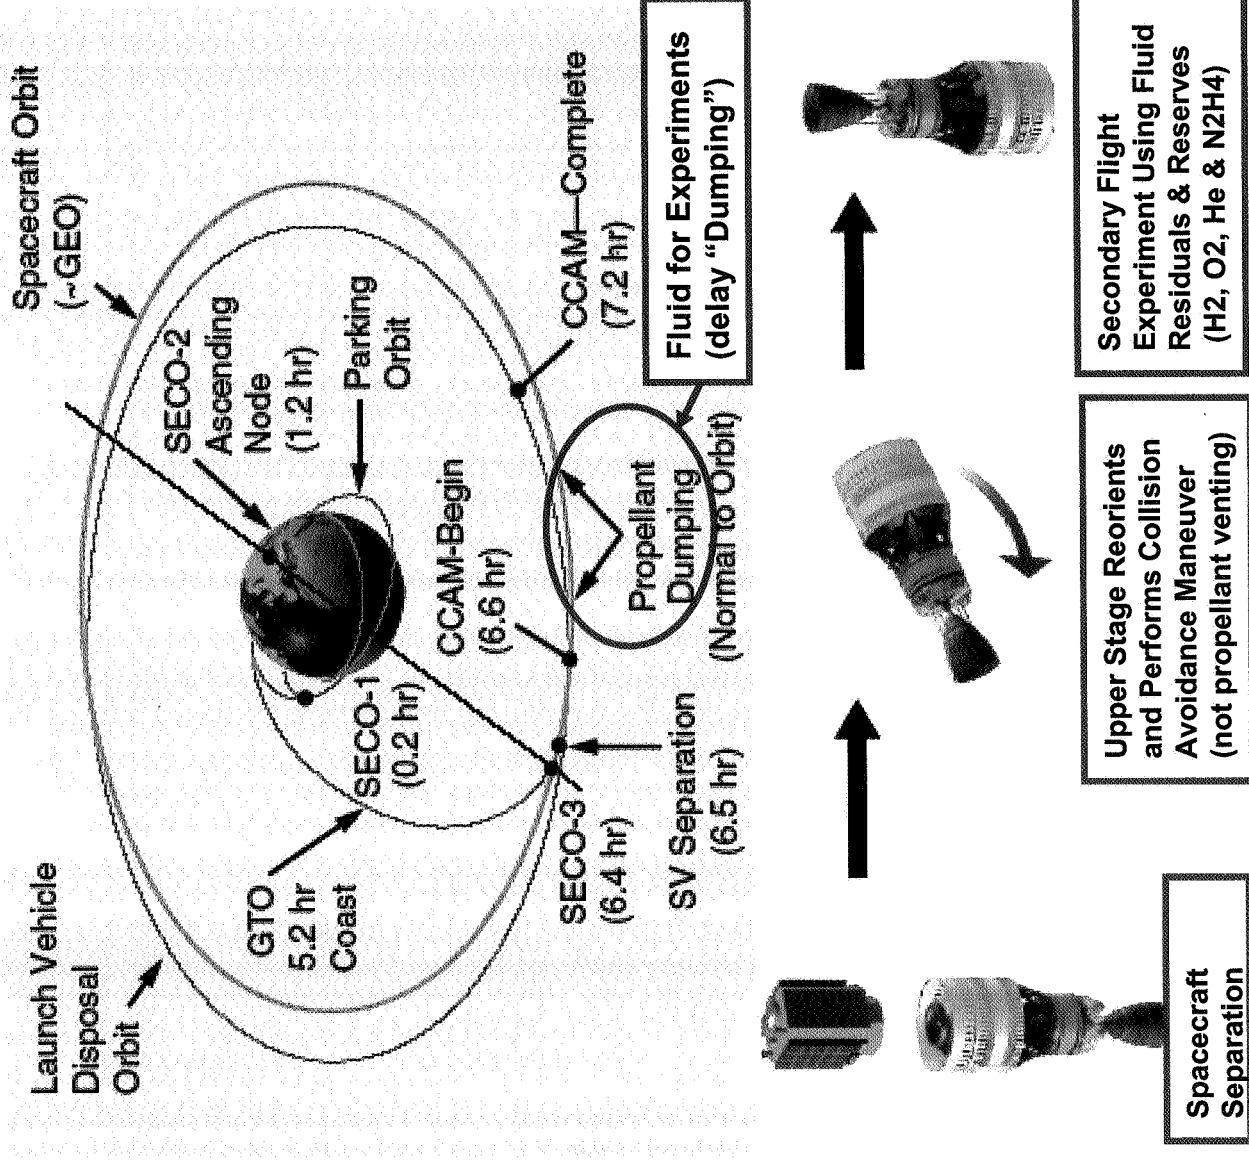 Launch Vehicle
Disposal
Orbit
Spacecraft Orbit
(~GEO)
SECO-2
Ascending
Node
(1.2 hr)
Parking
Orbit
GTO
5.2 hr
Coast
SECO-1
(0.2 hr)
CCAM-Begin
(6.6 hr)
CCAM—Complete
(7.2 hr)
SECO-3
(6.4 hr)
SV Separation
(6.5 hr)
Propellant
Dumping
(Normal to Orbit)
Fluid for Experiments
(delay “Dumping”)
Spacecraft
Separation
Upper Stage Reorients
and Performs Collision
Avoidance Maneuver
(not propellant venting)
Secondary Flight
Experiment Using Fluid
Residuals & Reserves
(H2, O2, He & N2H4)